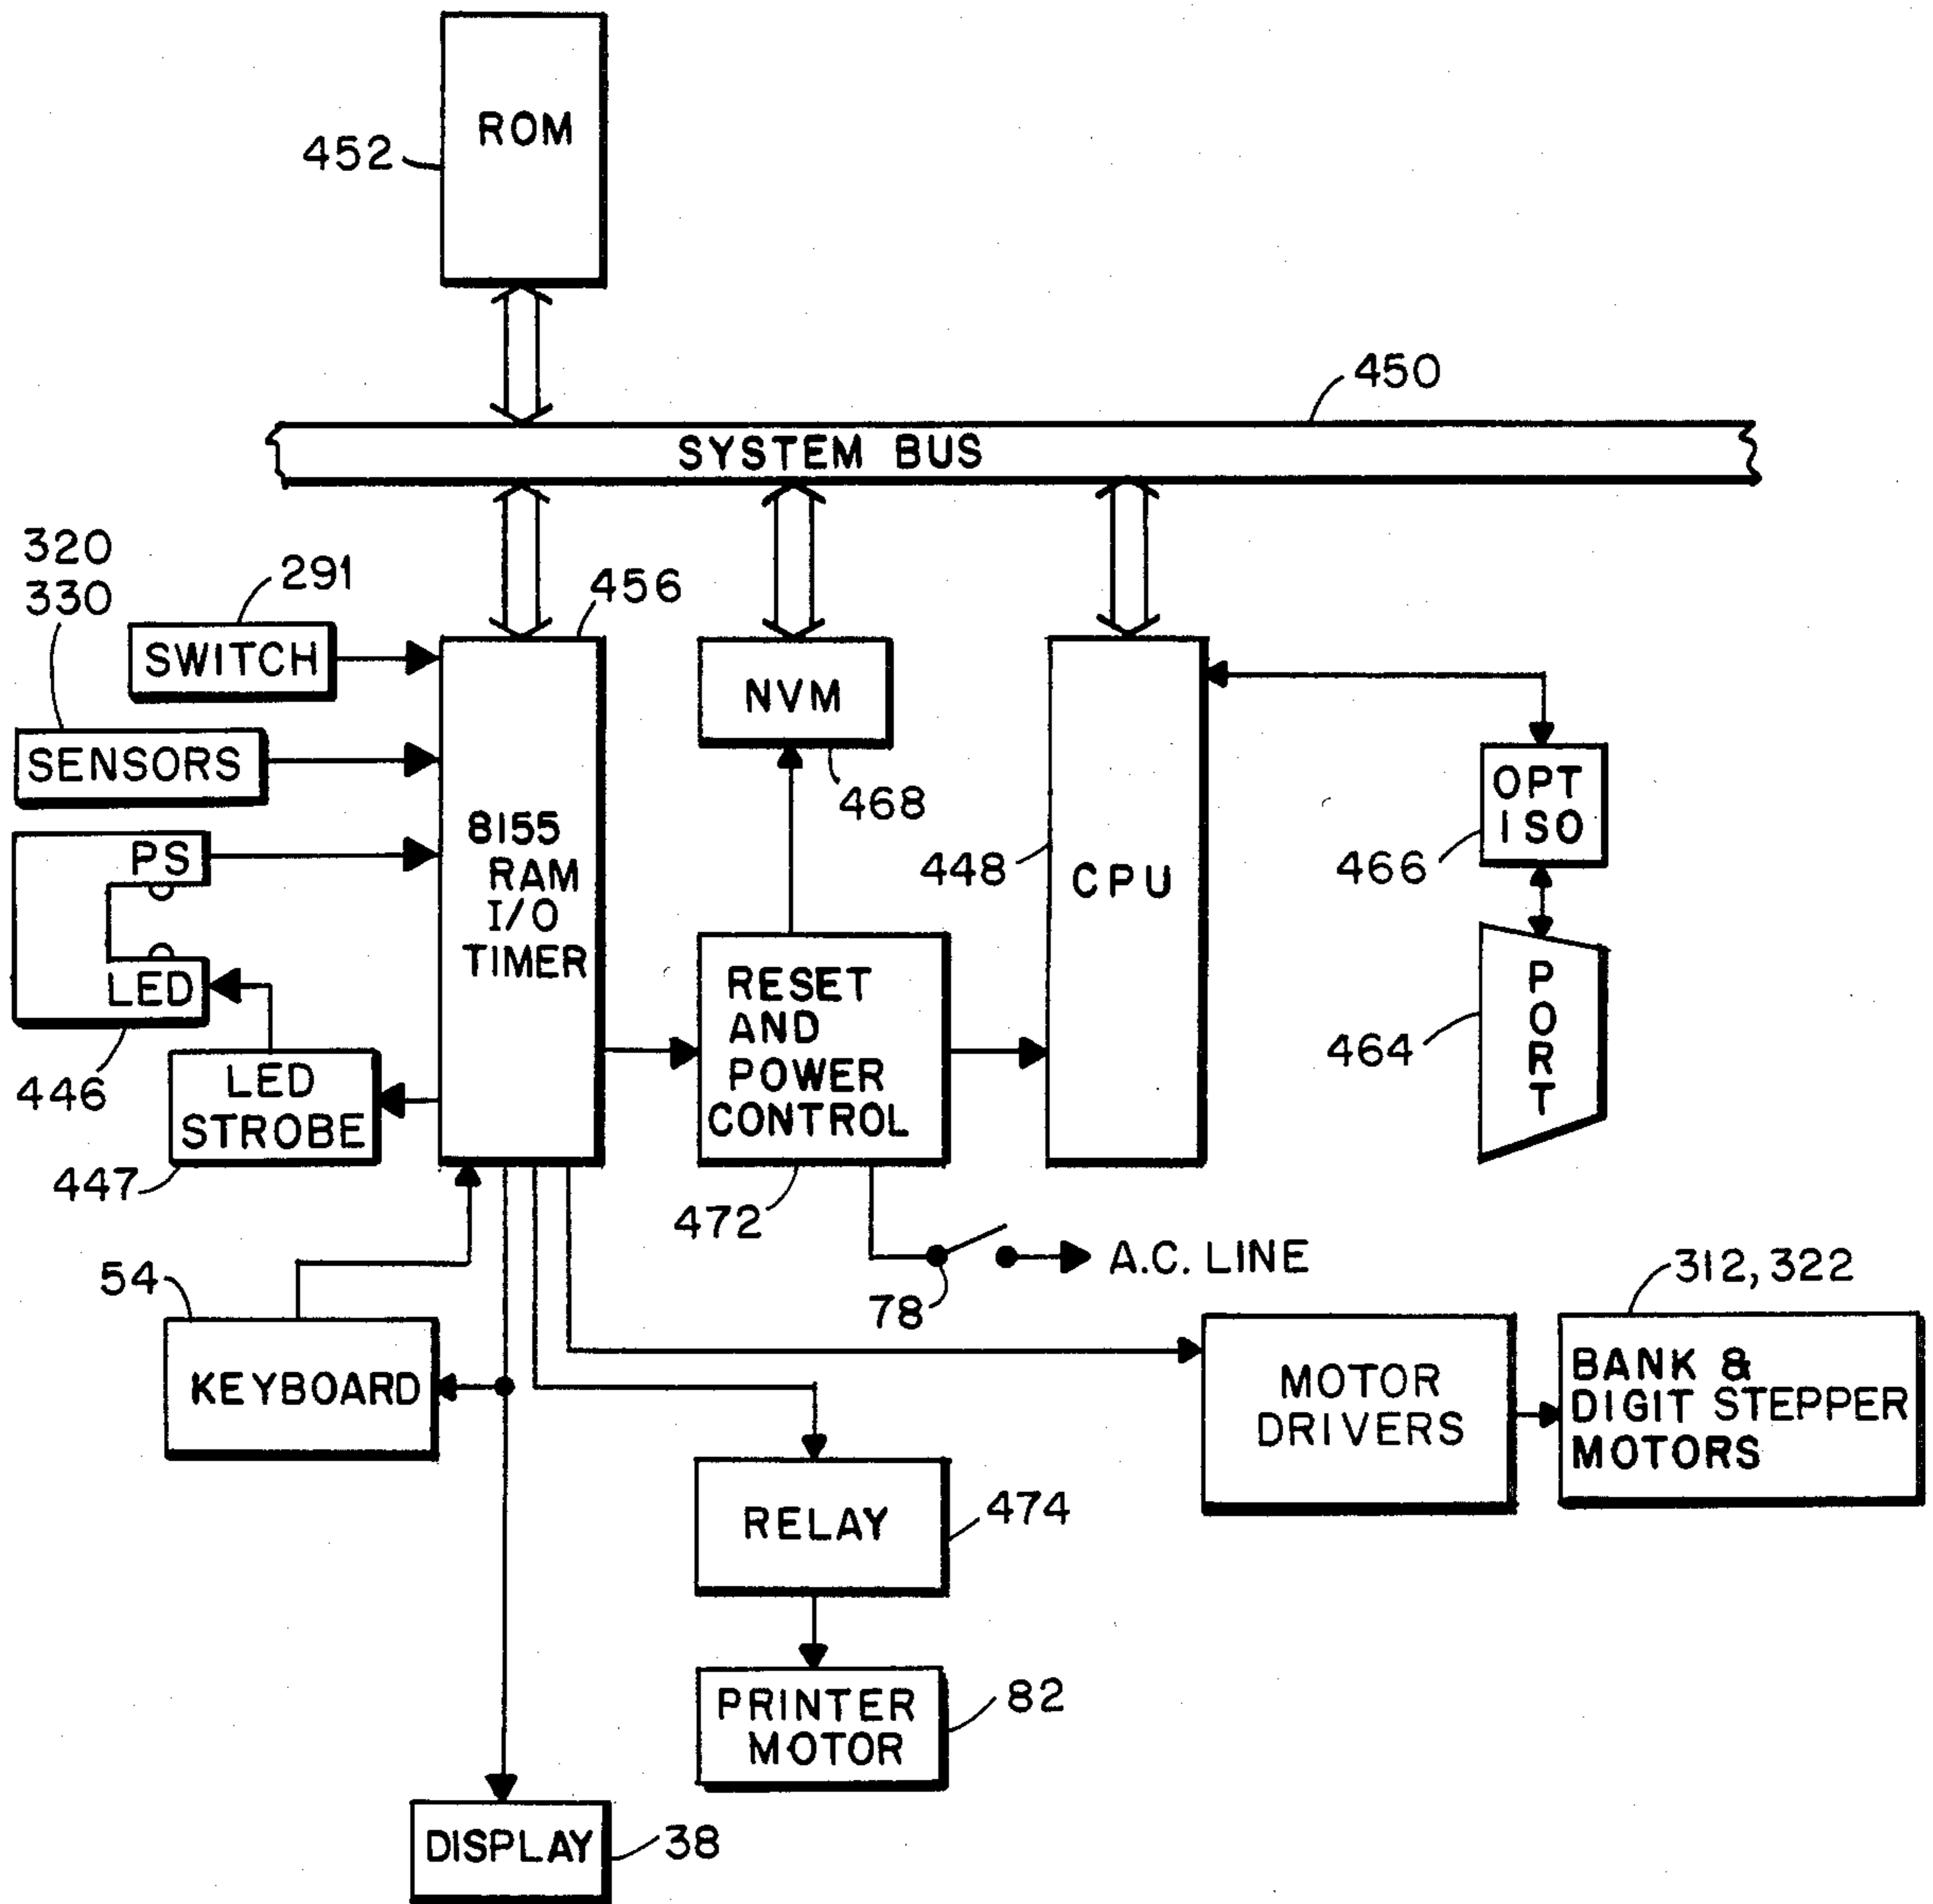 ROM
452
450
SYSTEM BUS
320
330
291
456
SWITCH
NVM
468
SENSORS
OPT
ISO
466
8155
RAM
I/O
TIMER
448
CPU
PS
LED
446
RESET
AND
POWER
CONTROL
472
PORT
464
LED
STROBE
447
A.C. LINE
78
54
KEYBOARD
312, 322
MOTOR
DRIVERS
BANK &
DIGIT STEPPER
MOTORS
RELAY
474
PRINTER
MOTOR
82
DISPLAY
38